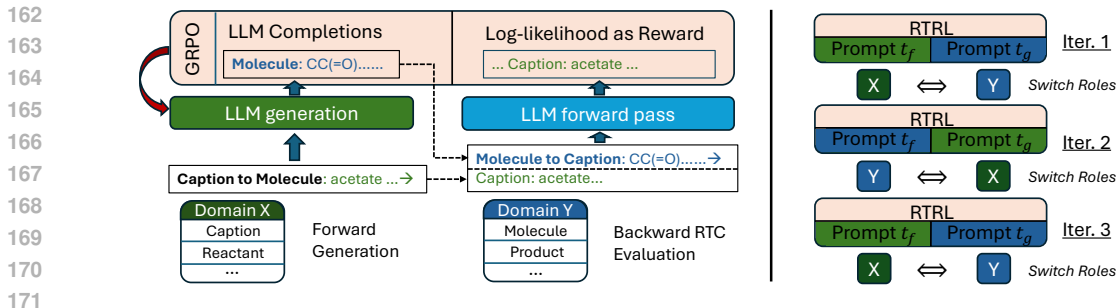 162
163
164
165
166
167
168
169
170
171
GRPO
LLM Completions
Molecule: CC(=O)......
Log-likelihood as Reward
... Caption: acetate ...
LLM generation
LLM forward pass
Caption to Molecule: acetate ...→
Molecule to Caption: CC(=O)......→
Caption: acetate...
Domain X
Caption
Reactant
...
Forward
Generation
Domain Y
Molecule
Product
...
Backward RTC
Evaluation
RTRL
Prompt t_f Prompt t_g
Iter. 1
X ⇔ Y Switch Roles
RTRL
Prompt t_f Prompt t_g
Iter. 2
Y ⇔ X Switch Roles
RTRL
Prompt t_f Prompt t_g
Iter. 3
X ⇔ Y Switch Roles